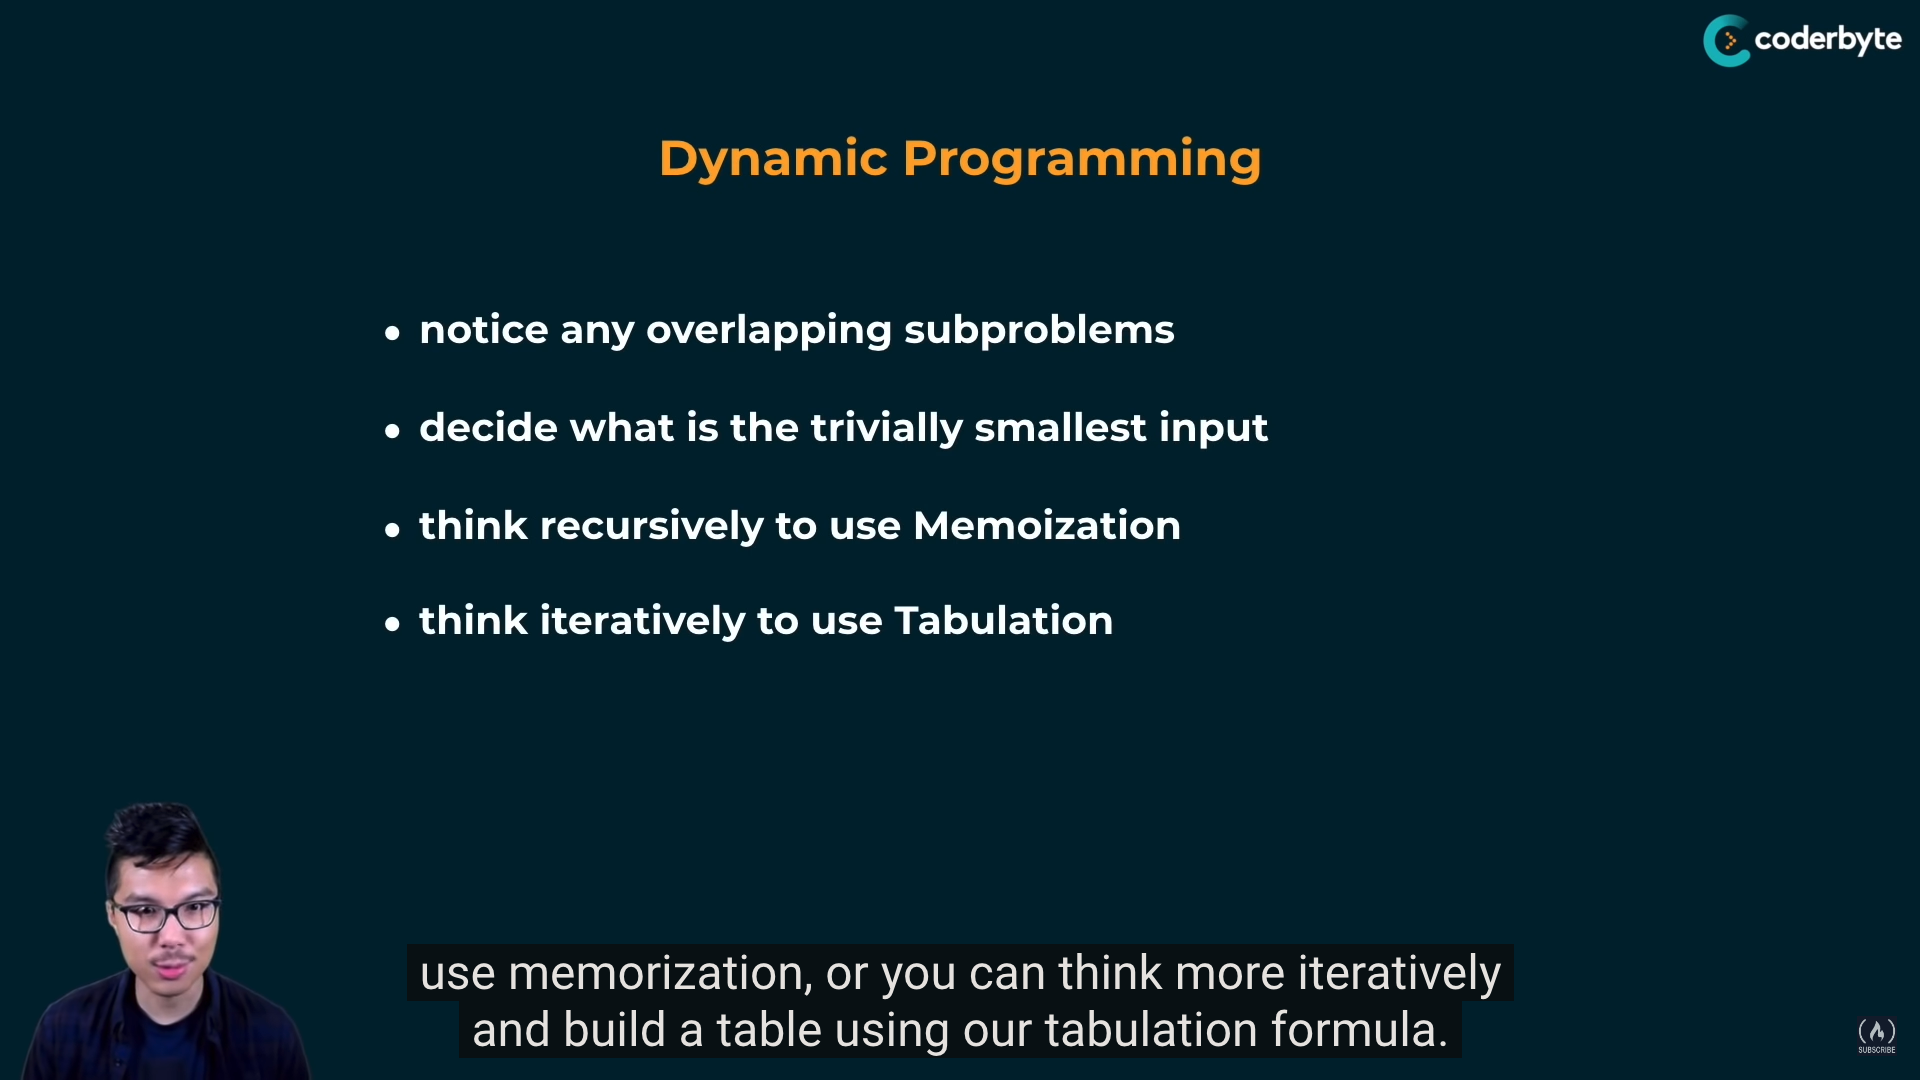 coderbyte
Dynamic Programming
• notice any overlapping subproblems
• decide what is the trivially smallest input
• think recursively to use Memoization
• think iteratively to use Tabulation
use memorization, or you can think more iteratively
and build a table using our tabulation formula.
SUBSCRIBE